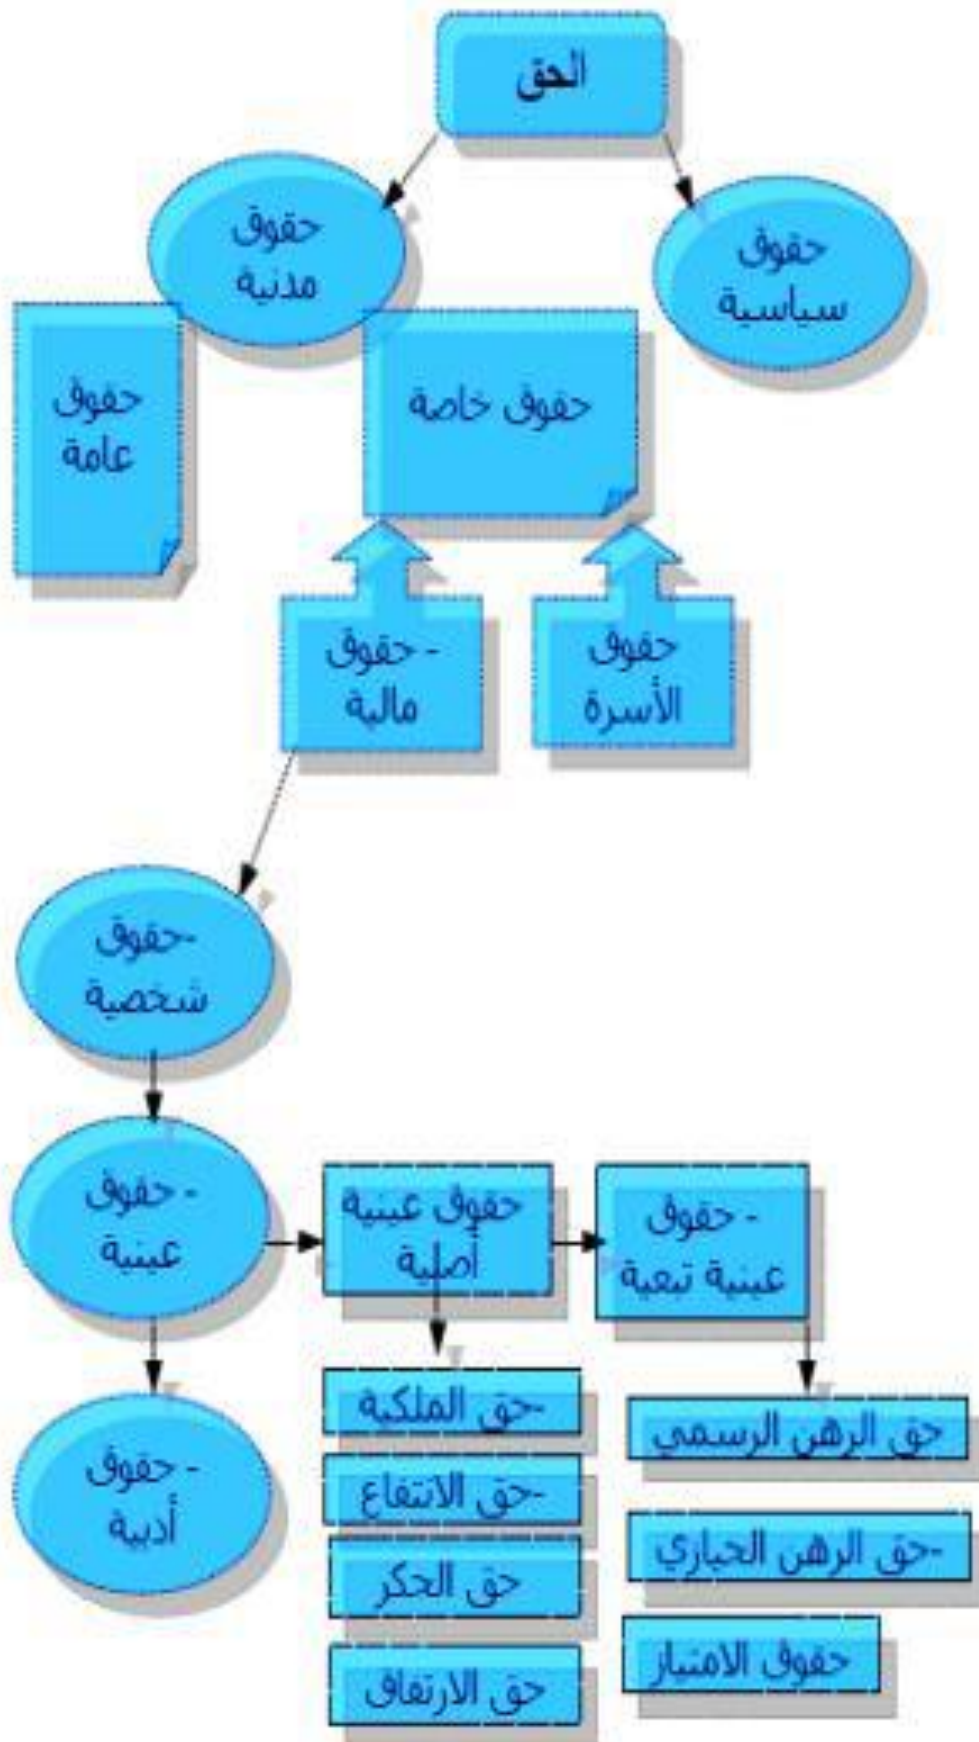 الحق
حقوق
سياسية
حقوق
مدنية
حقوق خاصة
حقوق
عامة
حقوق
الأسرة
- حقوق
مالية
-حقوق
شخصية
- حقوق
عينية
حقوق عينية
أصلية
- حقوق
عينية تبعية
-حق الملكية
-حق الانتفاع
حق الحكر
حق الارتفاق
حق الرهن الرسمي
-حق الرهن الحيازي
حقوق الامتياز
- حقوق
أدبية